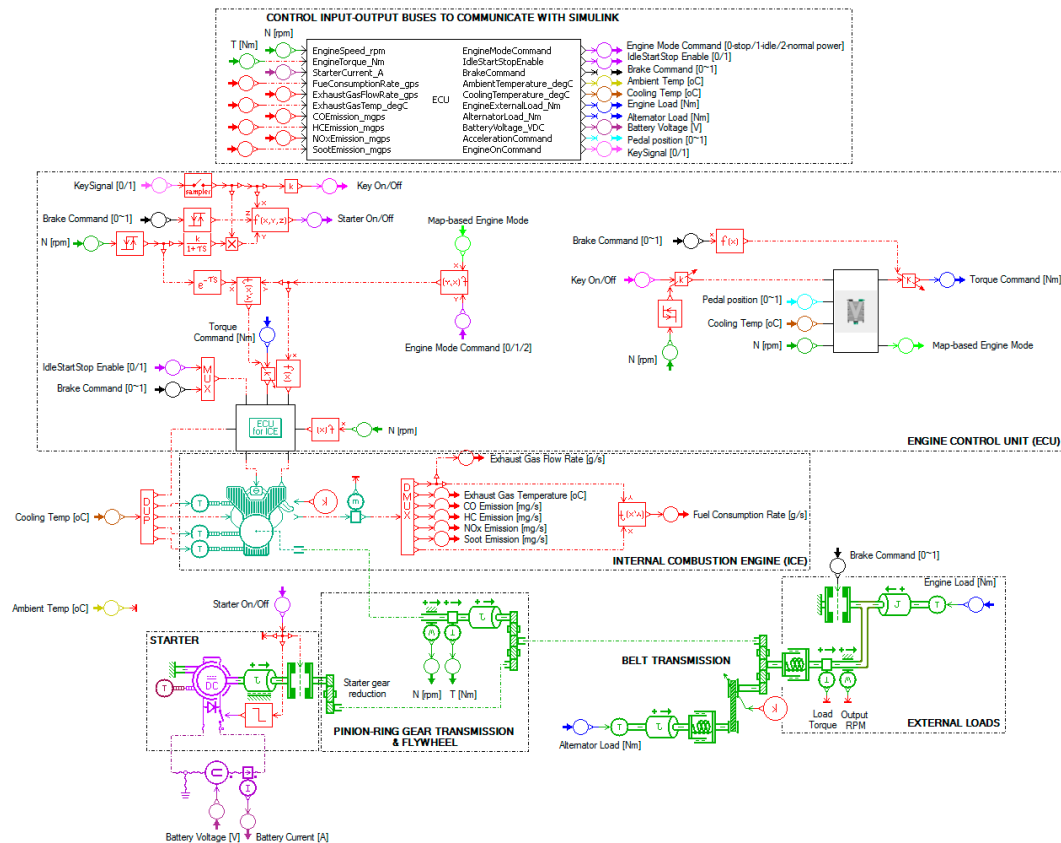 CONTROL INPUT-OUTPUT BUSES TO COMMUNICATE WITH SIMULINK
N [rpm]
T [Nm]
EngineSpeed_rpm
EngineTorque_Nm
StarterCurrent_A
FueConsumptionRate_gps
ExhaustGasFlowRate_gps
ExhaustGasTemp_degC
COEmission_mgps
HCEmission_mgps
NOxEmission_mgps
SootEmission_mgps
ECU
EngineModeCommand
IdleStartStopEnable
BrakeCommand
AmbientTemperature_degC
CoolingTemperature_degC
EngineExternalLoad_Nm
AlternatorLoad_Nm
BatteryVoltage_VDC
AccelerationCommand
EngineOnCommand
Engine Mode Command [0-stop/1-idle/2-normal power]
IdleStartStop Enable [0/1]
Brake Command [0~1]
Ambient Temp [oC]
Cooling Temp [oC]
Engine Load [Nm]
Alternator Load [Nm]
Battery Voltage [V]
Pedal position [0~1]
KeySignal [0/1]
KeySignal [0/1]
sampler
k
Key On/Off
Brake Command [0~1]
f(x,y,z)
Starter On/Off
N [rpm]
k
1+τs
Map-based Engine Mode
Engine Mode Command [0/1/2]
Torque
Command [Nm]
IdleStartStop Enable [0/1]
Brake Command [0~1]
MUX
ECU
for ICE
N [rpm]
Brake Command [0~1]
f(x)
Key On/Off
Torque Command [Nm]
Pedal position [0~1]
Cooling Temp [oC]
N [rpm]
N [rpm]
Map-based Engine Mode
ENGINE CONTROL UNIT (ECU)
Cooling Temp [oC]
DUP
T
T
T
m
DMUX
Exhaust Gas Flow Rate [g/s]
Exhaust Gas Temperature [oC]
CO Emission [mg/s]
HC Emission [mg/s]
NOx Emission [mg/s]
Soot Emission [mg/s]
Fuel Consumption Rate [g/s]
INTERNAL COMBUSTION ENGINE (ICE)
Ambient Temp [oC]
Starter On/Off
STARTER
T
DC
Starter gear
reduction
N [rpm]
T [Nm]
PINION-RING GEAR TRANSMISSION
& FLYWHEEL
BELT TRANSMISSION
Alternator Load [Nm]
T
Brake Command [0~1]
Engine Load [Nm]
J
T
Load
Torque
Output
RPM
EXTERNAL LOADS
I
Battery Voltage [V]
Battery Current [A]